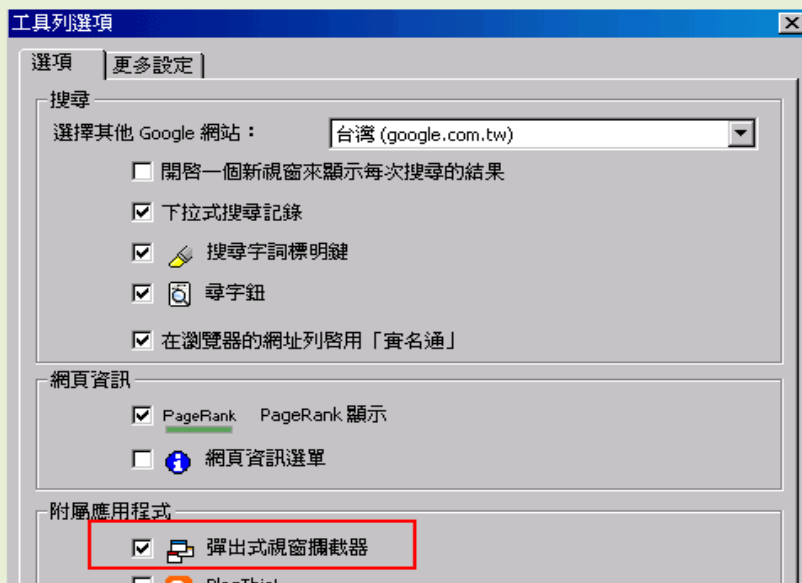 工具列選項
選項 更多設定
搜尋
選擇其他 Google 網站： 台灣 (google.com.tw)
開啓一個新視窗來顯示每次搜尋的結果
下拉式搜尋記錄
搜尋字詞標明鍵
尋字鈕
在瀏覽器的網址列啓用「實名通」
網頁資訊
PageRank PageRank 顯示
網頁資訊選單
附屬應用程式
彈出式視窗攔截器